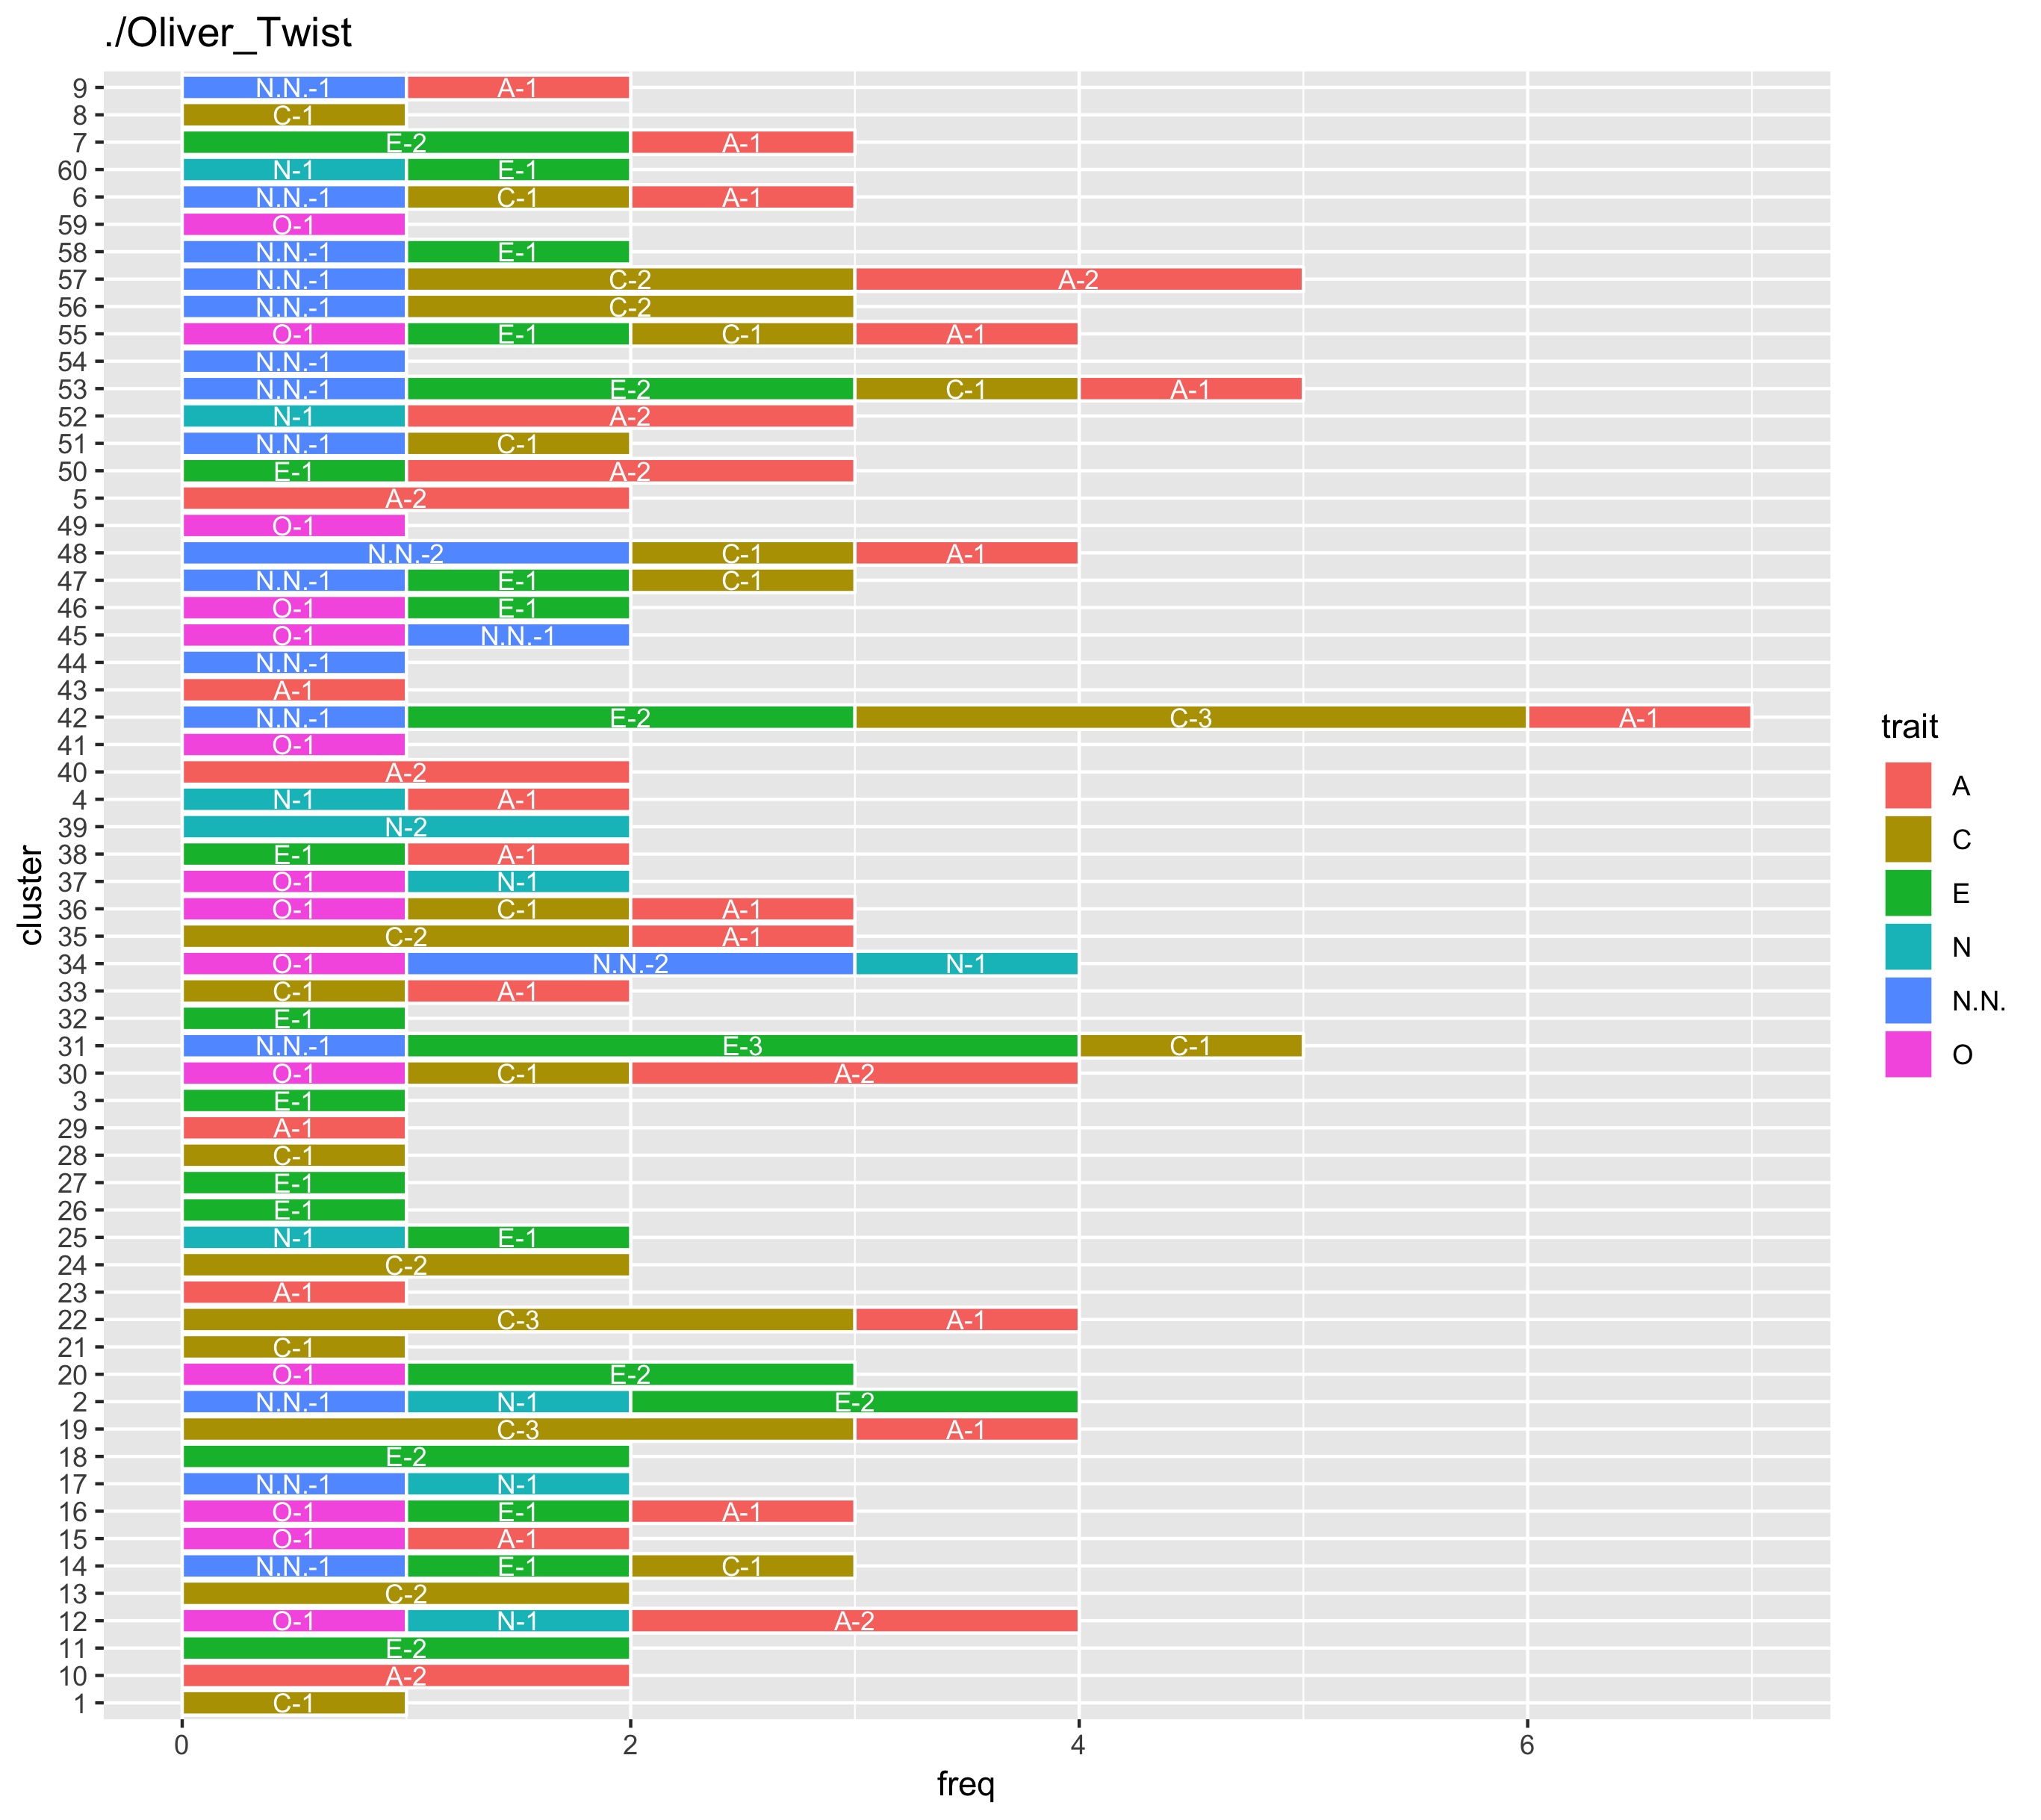 ./Oliver_Twist
9 N.N.-1 A-1
8 C-1
7 E-2 A-1
60 N-1 E-1
6 N.N.-1 C-1 A-1
59 O-1
58 N.N.-1 E-1
57 N.N.-1 C-2 A-2
56 N.N.-1 C-2
55 O-1 E-1 C-1 A-1
54 N.N.-1
53 N.N.-1 E-2 C-1 A-1
52 N-1 A-2
51 N.N.-1 C-1
50 E-1 A-2
5 A-2
49 O-1
48 N.N.-2 C-1 A-1
47 N.N.-1 E-1 C-1
46 O-1 E-1
45 O-1 N.N.-1
44 N.N.-1
43 A-1
42 N.N.-1 E-2 C-3 A-1
41 O-1
40 A-2
4 N-1 A-1
39 N-2
38 E-1 A-1
37 O-1 N-1
36 O-1 C-1 A-1
35 C-2 A-1
34 O-1 N.N.-2 N-1
33 C-1 A-1
32 E-1
31 N.N.-1 E-3 C-1
30 O-1 C-1 A-2
3 E-1
29 A-1
28 C-1
27 E-1
26 E-1
25 N-1 E-1
24 C-2
23 A-1
22 C-3 A-1
21 C-1
20 O-1 E-2
2 N.N.-1 N-1 E-2
19 C-3 A-1
18 E-2
17 N.N.-1 N-1
16 O-1 E-1 A-1
15 O-1 A-1
14 N.N.-1 E-1 C-1
13 C-2
12 O-1 N-1 A-2
11 E-2
10 A-2
1 C-1
0 2 4 6
freq
cluster
trait
A
C
E
N
N.N.
O